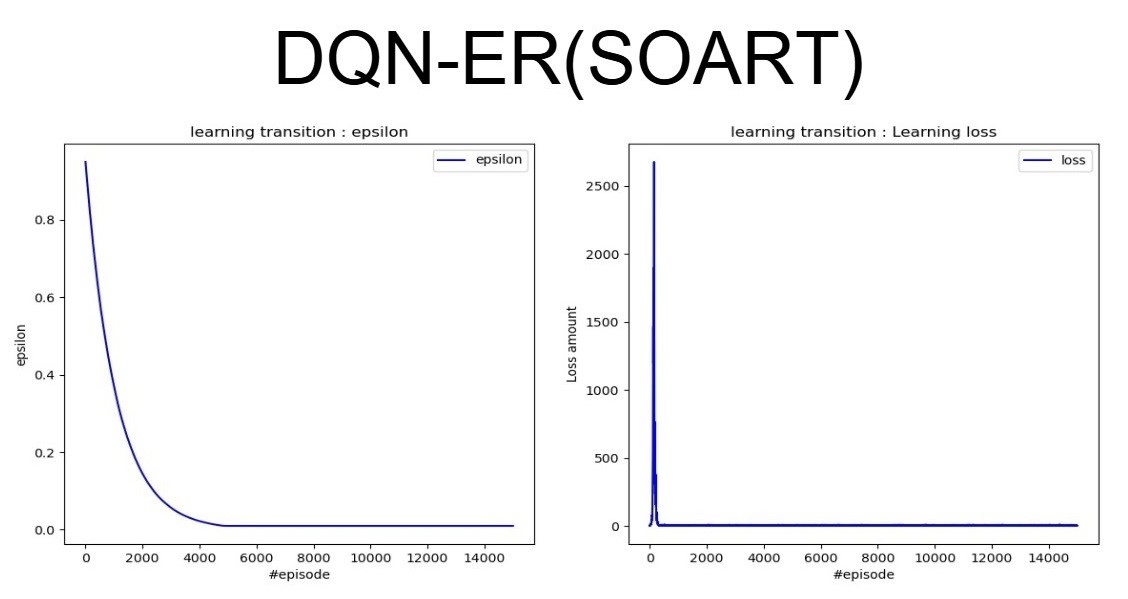 DQN-ER(SOART)
learning transition : epsilon
epsilon
0.8
0.6
0.4
0.2
0.0
epsilon
0 2000 4000 6000 8000 10000 12000 14000
#episode
learning transition : Learning loss
loss
2500
2000
1500
1000
500
0
Loss amount
0 2000 4000 6000 8000 10000 12000 14000
#episode